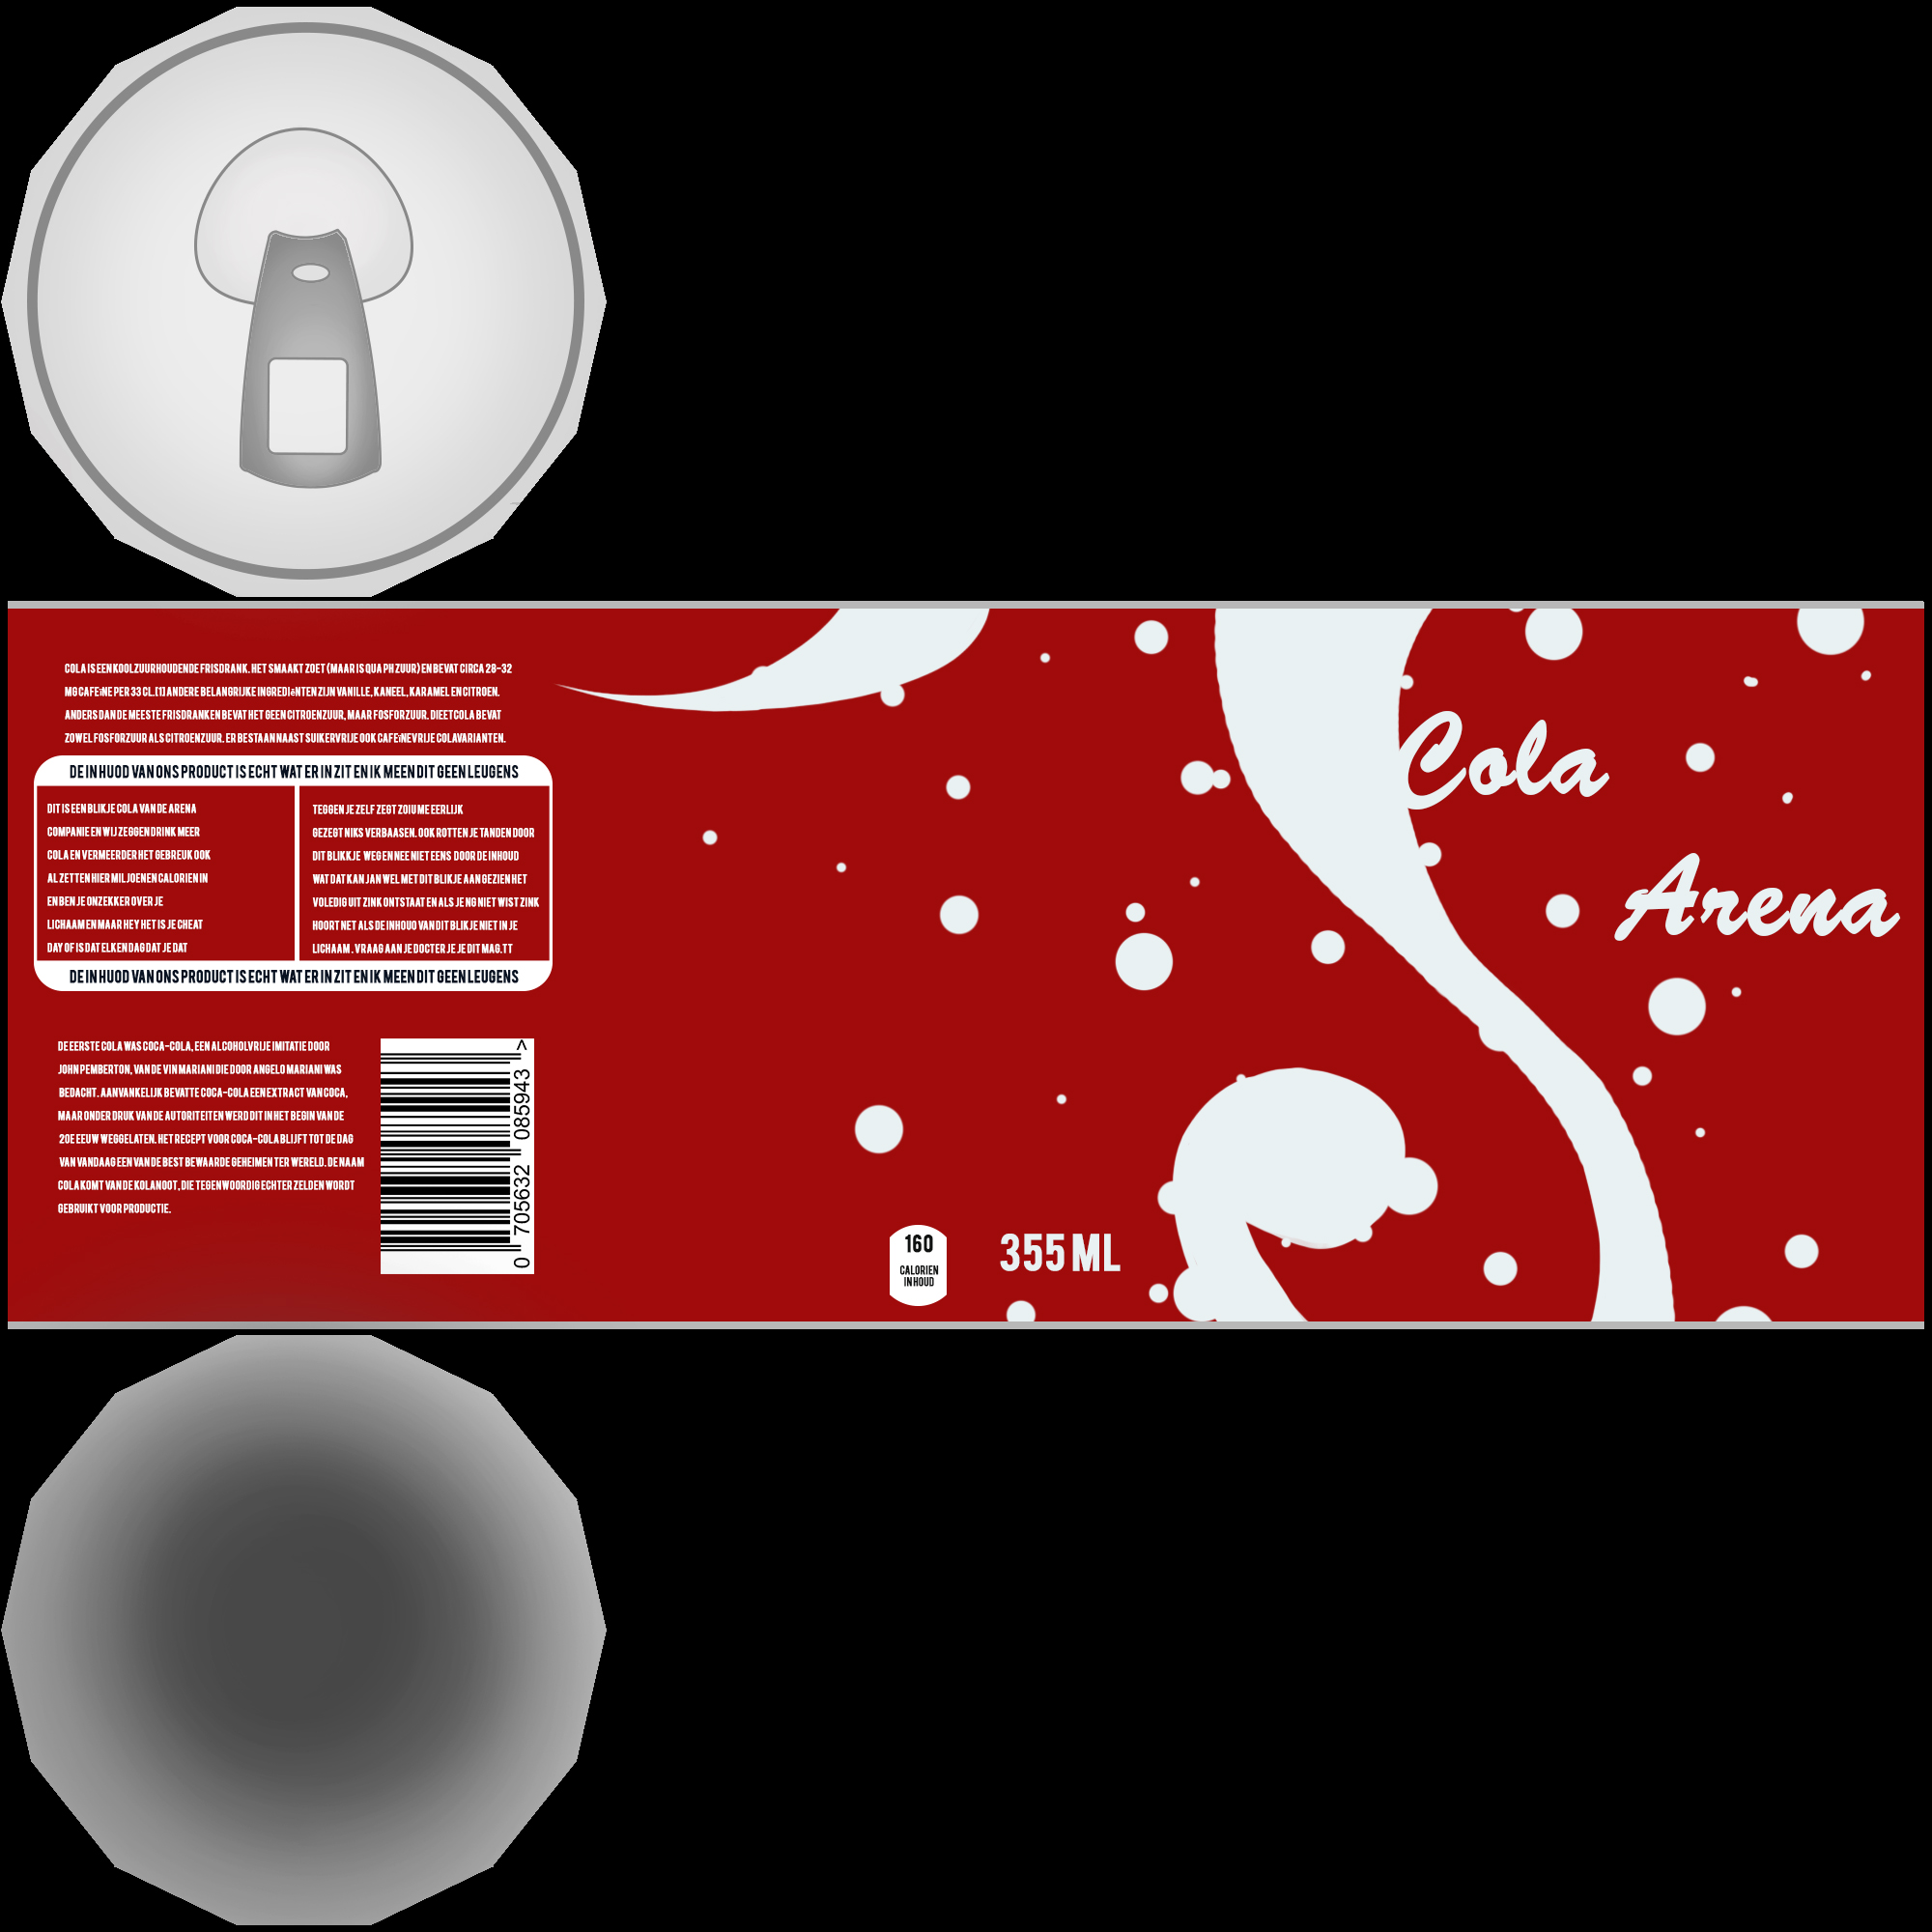 COLA IS EEN KOOLZUURHOUDENDE FRISDRANK. HET SMAAKT ZOET (MAAR IS QUA PH ZUUR) EN BEVAT CIRCA 28-32
MG CAFEïNE PER 33 CL.[1] ANDERE BELANGRIJKE INGREDIëNTEN ZIJN VANILLE, KANEEL, KARAMEL EN CITROEN.
ANDERS DAN DE MEESTE FRISDRANKEN BEVAT HET GEEN CITROENZUUR, MAAR FOSFORZUUR. DIEETCOLA BEVAT
ZOWEL FOSFORZUUR ALS CITROENZUUR. ER BESTAAN NAAST SUIKERVRIJE OOK CAFEïNEVRIJE COLAVARIANTEN.
DE INHUOD VAN ONS PRODUCT IS ECHT WAT ER IN ZIT EN IK MEEN DIT GEEN LEUGENS
DIT IS EEN BLIKJE COLA VAN DE ARENA
COMPANIE EN WIJ ZEGGEN DRINK MEER
COLA EN VERMEERDER HET GEBREUK OOK
AL ZETTEN HIER MILJOENEN CALORIEN IN
EN BEN JE ONZEKKER OVER JE
LICHAAM EN MAAR HEY HET IS JE CHEAT
DAY OF IS DAT ELKEN DAG DAT JE DAT
TEGGEN JE ZELF ZEGT ZOIU ME EERLIJK
GEZEGT NIKS VERBAASEN. OOK ROTTEN JE TANDEN DOOR
DIT BLIKKJE WEG EN NEE NIET EENS DOOR DE INHOUD
WAT DAT KAN JAN WEL MET DIT BLIKJE AAN GEZIEN HET
VOLEDIG UIT ZINK ONTSTAAT EN ALS JE NG NIET WIST ZINK
HOORT NET ALS DE INHOUD VAN DIT BLIKJE NIET IN JE
LICHAAM . VRAAG AAN JE DOCTER JE JE DIT MAG.TT
DE INHUOD VAN ONS PRODUCT IS ECHT WAT ER IN ZIT EN IK MEEN DIT GEEN LEUGENS
DE EERSTE COLA WAS COCA-COLA, EEN ALCOHOLVRIJE IMITATIE DOOR
JOHN PEMBERTON, VAN DE VIN MARIANI DIE DOOR ANGELO MARIANI WAS
BEDACHT. AANVANKELIJK BEVATTE COCA-COLA EEN EXTRACT VAN COCA,
MAAR ONDER DRUK VAN DE AUTORITEITEN WERD DIT IN HET BEGIN VAN DE
20E EEUW WEGGELATEN. HET RECEPT VOOR COCA-COLA BLIJFT TOT DE DAG
VAN VANDAAG EEN VAN DE BEST BEWAARDE GEHEIMEN TER WERELD. DE NAAM
COLA KOMT VAN DE KOLANOOT, DIE TEGENWOORDIG ECHTER ZELDEN WORDT
GEBRUIKT VOOR PRODUCTIE.
0 705632 085943 >
160
CALORIEN
INHOUD
355 ML
Cola
Arena